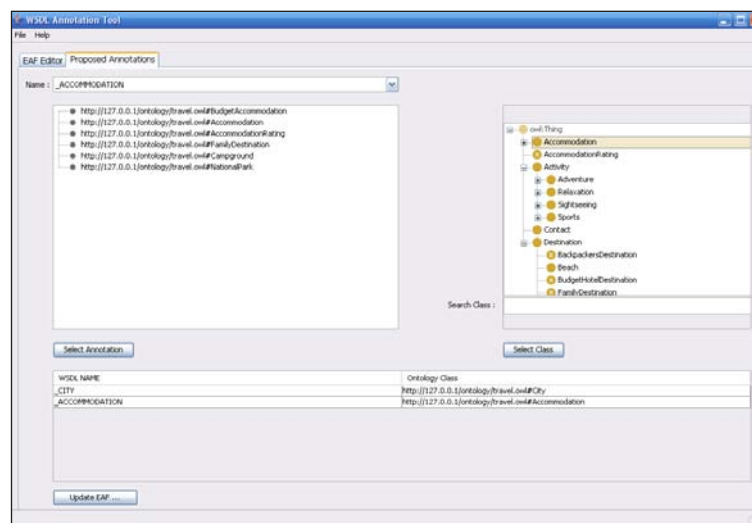 WSDL Annotation Tool
File Help
EAF Editor Proposed Annotations
Name : _ACCOMMODATION
http://127.0.0.1/ontology/travel.owl#BudgetAccommodation
http://127.0.0.1/ontology/travel.owl#Accommodation
http://127.0.0.1/ontology/travel.owl#AccommodationRating
http://127.0.0.1/ontology/travel.owl#FamilyDestination
http://127.0.0.1/ontology/travel.owl#Campground
http://127.0.0.1/ontology/travel.owl#NationalPark
owl:Thing
Accommodation
AccommodationRating
Activity
Adventure
Relaxation
Sightseeing
Sports
Contact
Destination
BackpackersDestination
Beach
BudgetHotelDestination
FamilyDestination
Search Class :
Select Annotation
Select Class
WSDL NAME Ontology Class
_CITY http://127.0.0.1/ontology/travel.owl#City
_ACCOMMODATION http://127.0.0.1/ontology/travel.owl#Accommodation
Update EAF ...